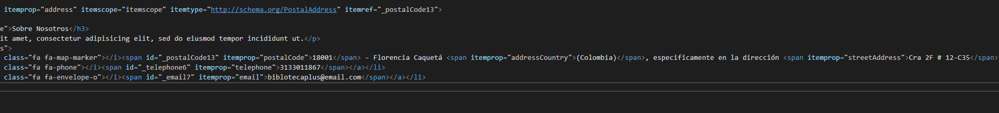 itemprop="address" itemscope="itemscope" itemtype="http://schema.org/PostalAddress" itemref="_postalCode13">
e">Sobre Nosotros</h3>
it amet, consectetur adipisicing elit, sed do eiusmod tempor incididunt ut.</p>
s">
class="fa fa-map-marker"></i><span id="_postalCode13" itemprop="postalCode">18001</span> - Florencia Caquetá <span itemprop="addressCountry">(Colombia)</span>, especificamente en la dirección <span itemprop="streetAddress">Cra 2F # 12-C35</span>
class="fa fa-phone"></i><span id="_telephone6" itemprop="telephone">3133011867</span></a></li>
class="fa fa-envelope-o"></i><span id="_email7" itemprop="email">biblotecaplus@email.com</span></a></li>